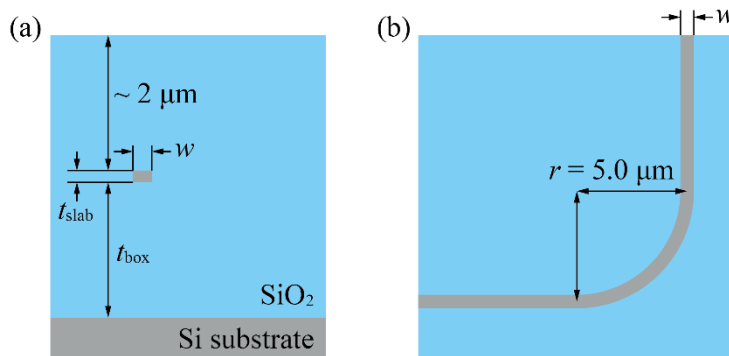 (a)
~ 2 μm
w
t_slab
t_box
SiO₂
Si substrate
(b)
w
r = 5.0 μm